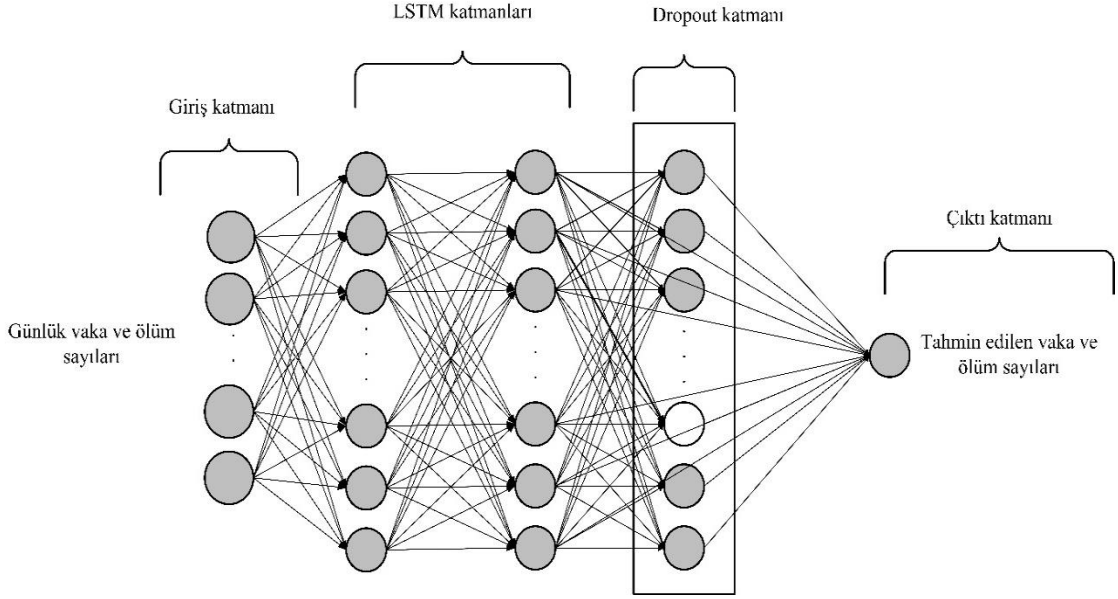 LSTM katmanları
Dropout katmanı
Giriş katmanı
Çıktı katmanı
Günlük vaka ve ölüm
sayıları
Tahmin edilen vaka ve
ölüm sayıları